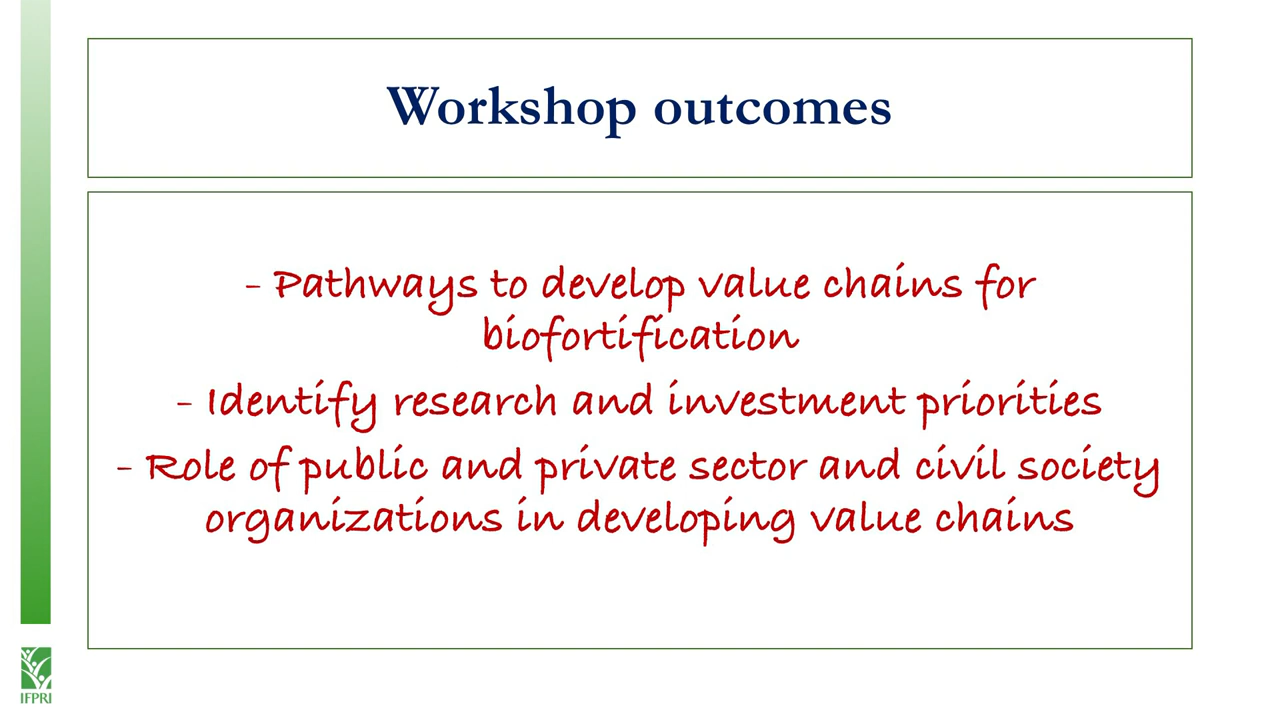 Workshop outcomes
- Pathways to develop value chains for
biofortification
- Identify research and investment priorities
- Role of public and private sector and civil society
organizations in developing value chains
IFPRI